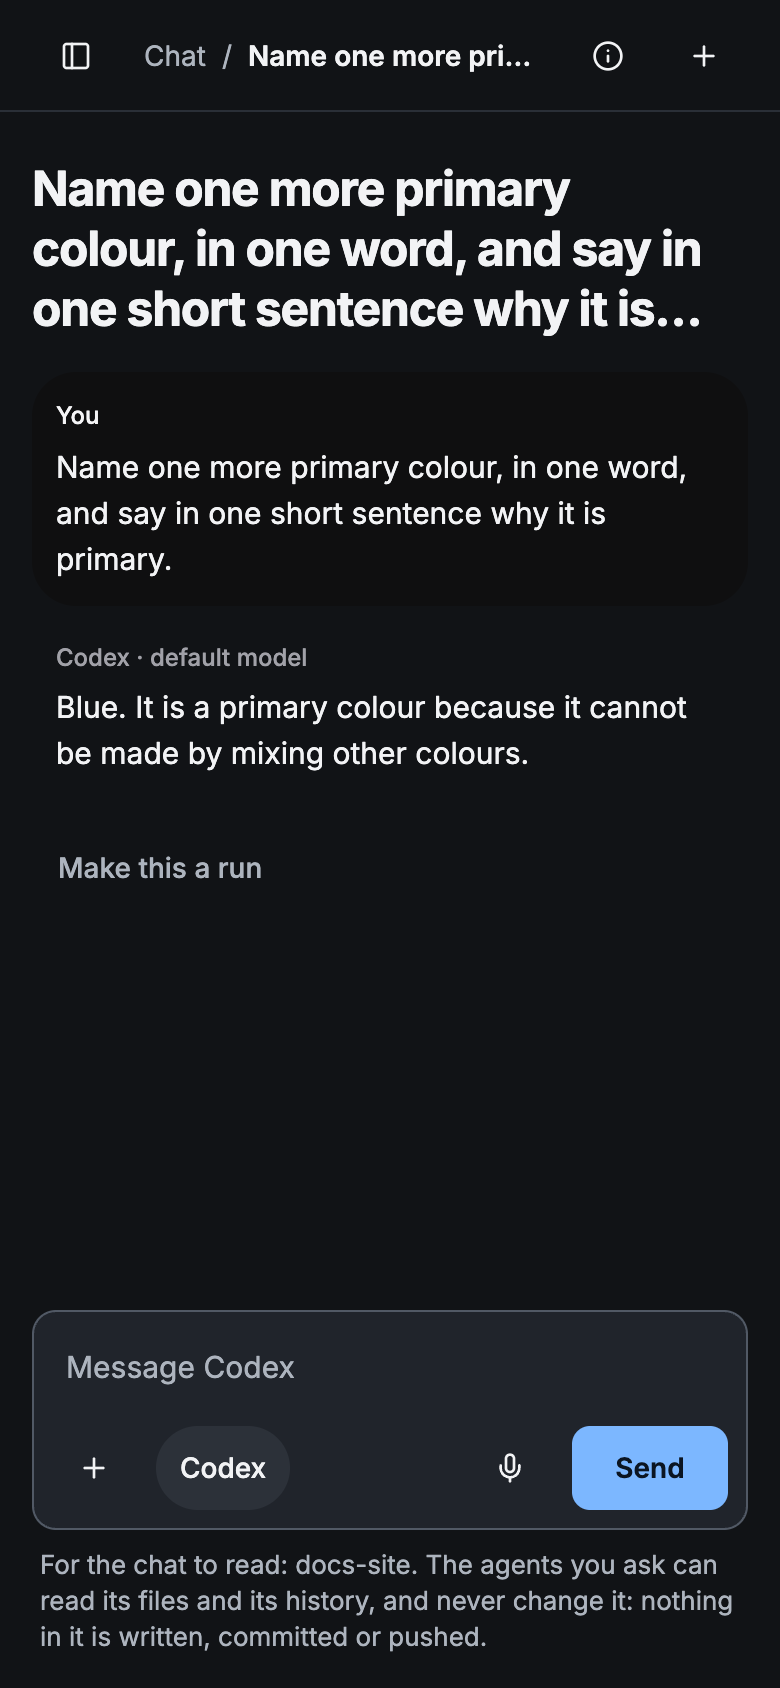 Chat / Name one more pri...
Name one more primary
colour, in one word, and say in
one short sentence why it is...
You
Name one more primary colour, in one word,
and say in one short sentence why it is
primary.
Codex · default model
Blue. It is a primary colour because it cannot
be made by mixing other colours.
Make this a run
Message Codex
Codex
Send
For the chat to read: docs-site. The agents you ask can
read its files and its history, and never change it: nothing
in it is written, committed or pushed.